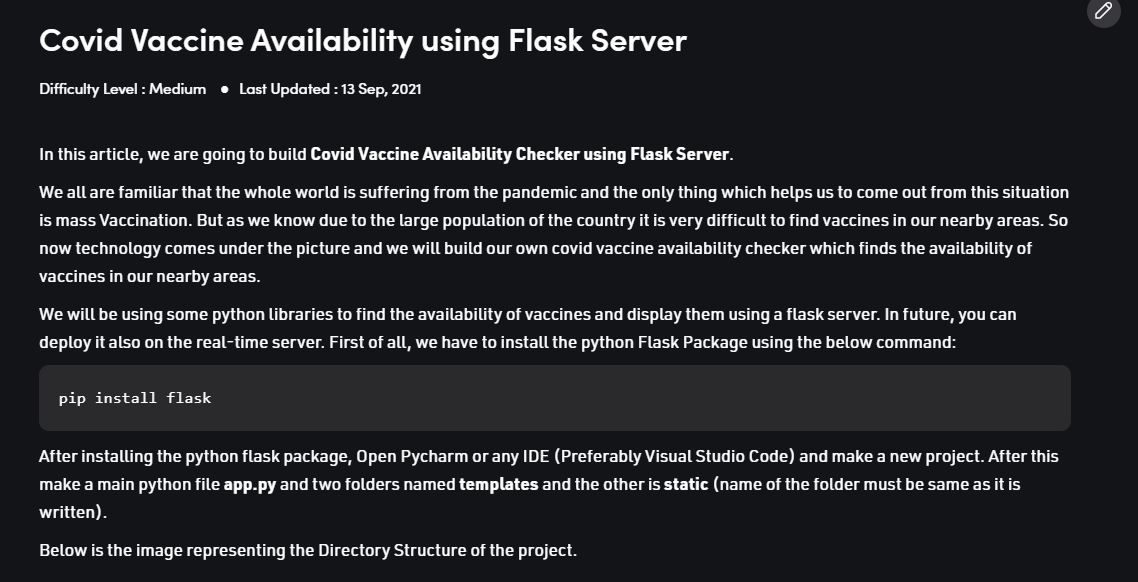 Covid Vaccine Availability using Flask Server
Difficulty Level : Medium ● Last Updated : 13 Sep, 2021
In this article, we are going to build Covid Vaccine Availability Checker using Flask Server.
We all are familiar that the whole world is suffering from the pandemic and the only thing which helps us to come out from this situation
is mass Vaccination. But as we know due to the large population of the country it is very difficult to find vaccines in our nearby areas. So
now technology comes under the picture and we will build our own covid vaccine availability checker which finds the availability of
vaccines in our nearby areas.
We will be using some python libraries to find the availability of vaccines and display them using a flask server. In future, you can
deploy it also on the real-time server. First of all, we have to install the python Flask Package using the below command:
pip install flask
After installing the python flask package, Open Pycharm or any IDE (Preferably Visual Studio Code) and make a new project. After this
make a main python file app.py and two folders named templates and the other is static (name of the folder must be same as it is
written).
Below is the image representing the Directory Structure of the project.